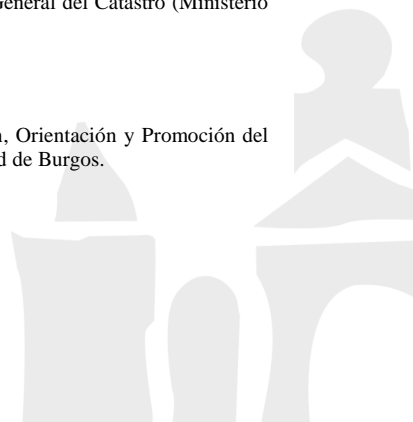 General del Catastro (Ministerio
, Orientación y Promoción del
d de Burgos.